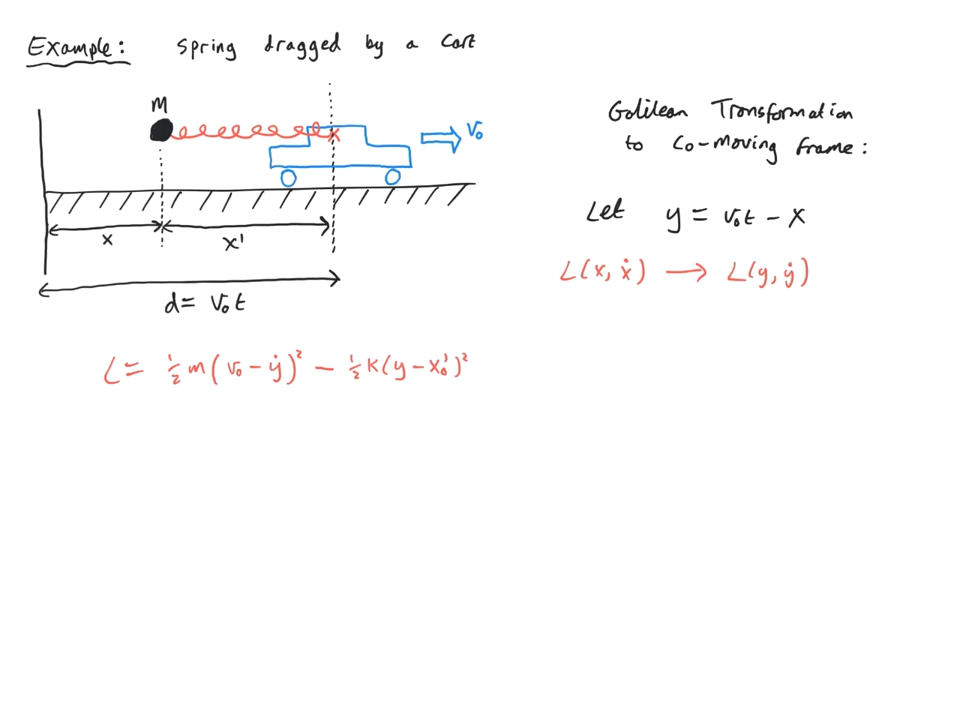 Example: Spring dragged by a Cart
M
V₀
x
x'
d = V₀t
L = ½m(V₀ - ẏ)² - ½K(y - x₀')²
Galilean Transformation
to Co-Moving Frame:
Let y = V₀t - x
L(x, ẋ) ⟶ L(y, ẏ)